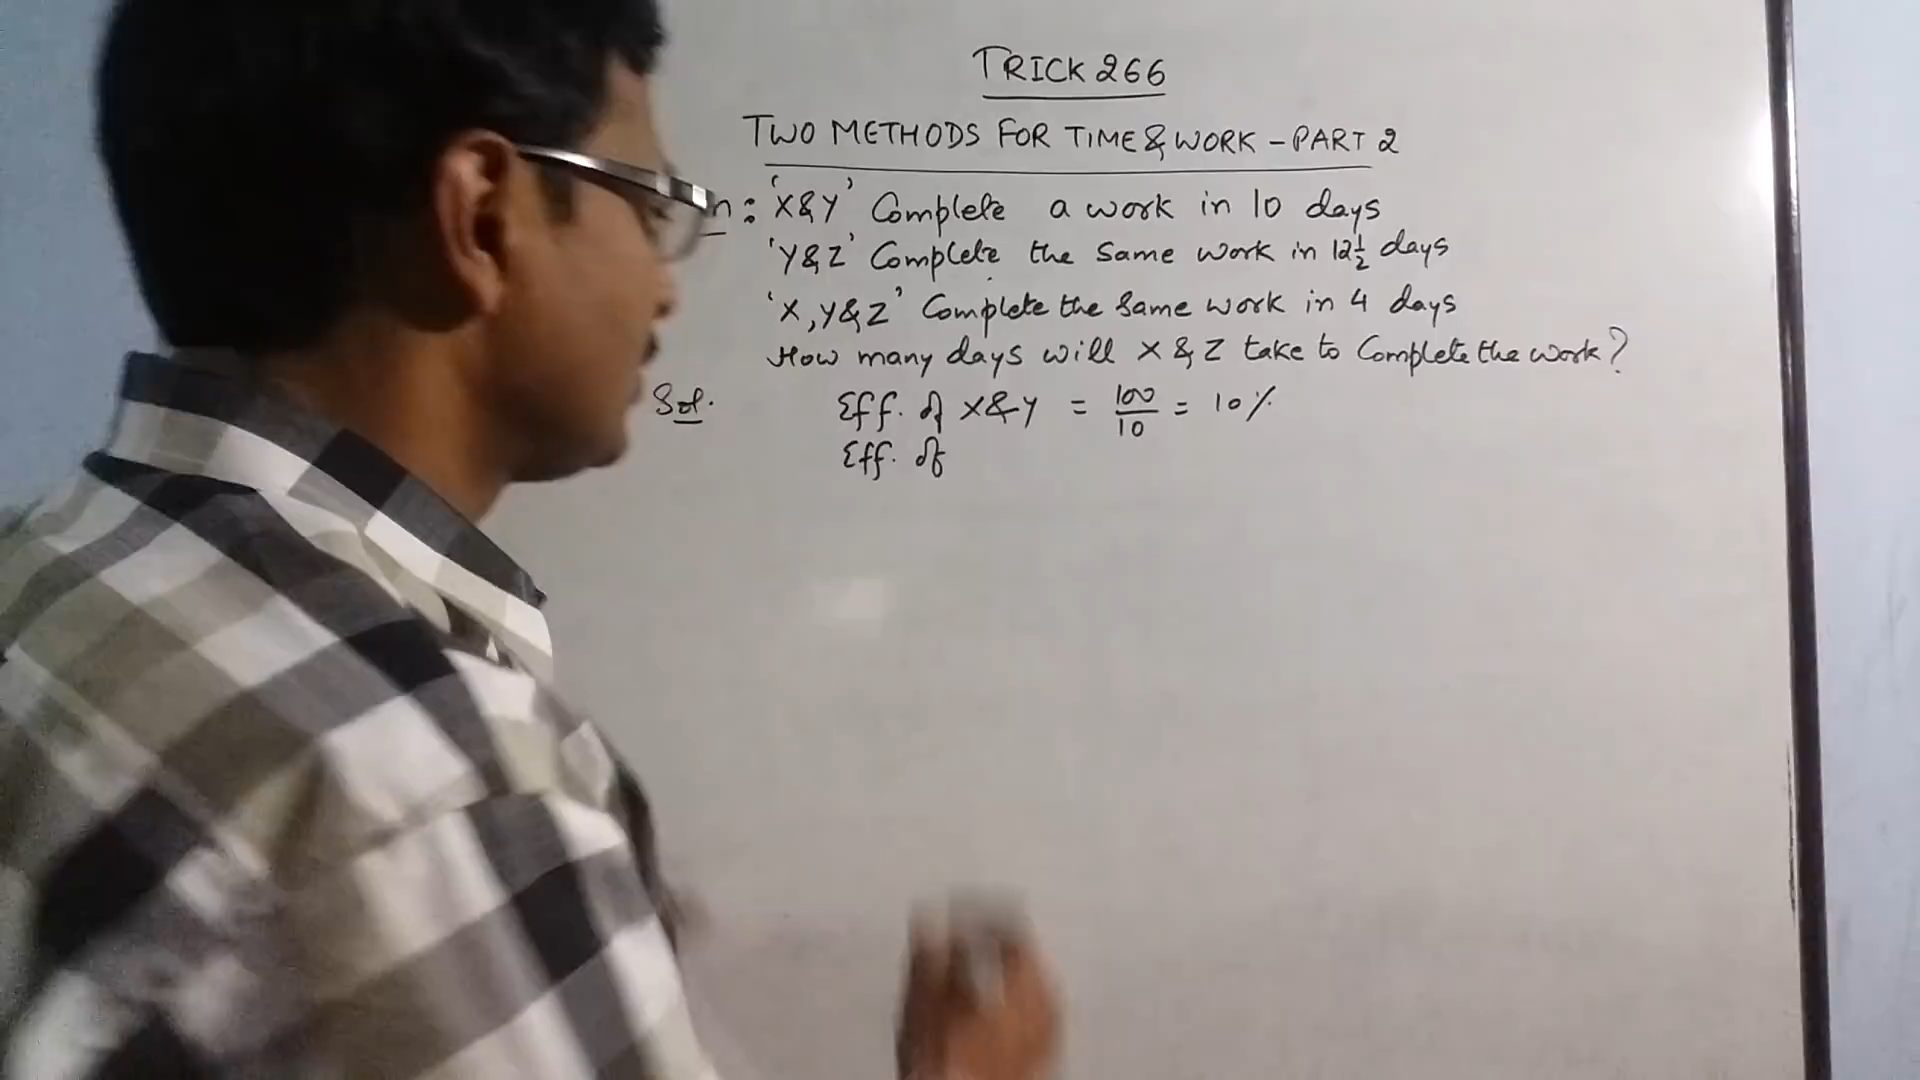 TRICK 266
TWO METHODS FOR TIME & WORK - PART 2
n : 'X&Y' Complete a work in 10 days
'Y&Z' Complete the same work in 12 1/2 days
'X, Y&Z' Complete the same work in 4 days
How many days will X & Z take to Complete the work?
Sol. Eff. of X&Y = 100/10 = 10%
Eff. of